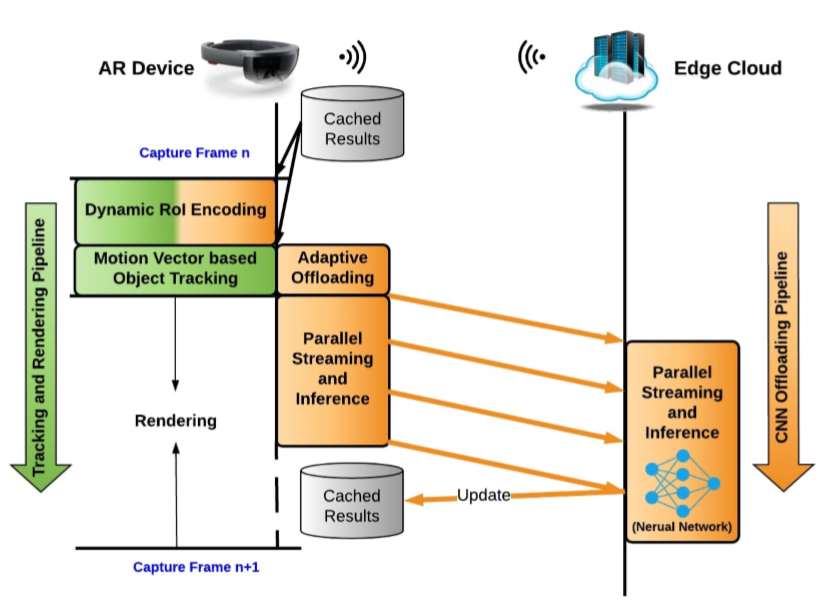 AR Device
Edge Cloud
Cached
Results
Capture Frame n
Dynamic RoI Encoding
Motion Vector based
Object Tracking
Adaptive
Offloading
Tracking and Rendering Pipeline
Parallel
Streaming
and
Inference
Rendering
Parallel
Streaming
and
Inference
(Nerual Network)
CNN Offloading Pipeline
Cached
Results
Update
Capture Frame n+1